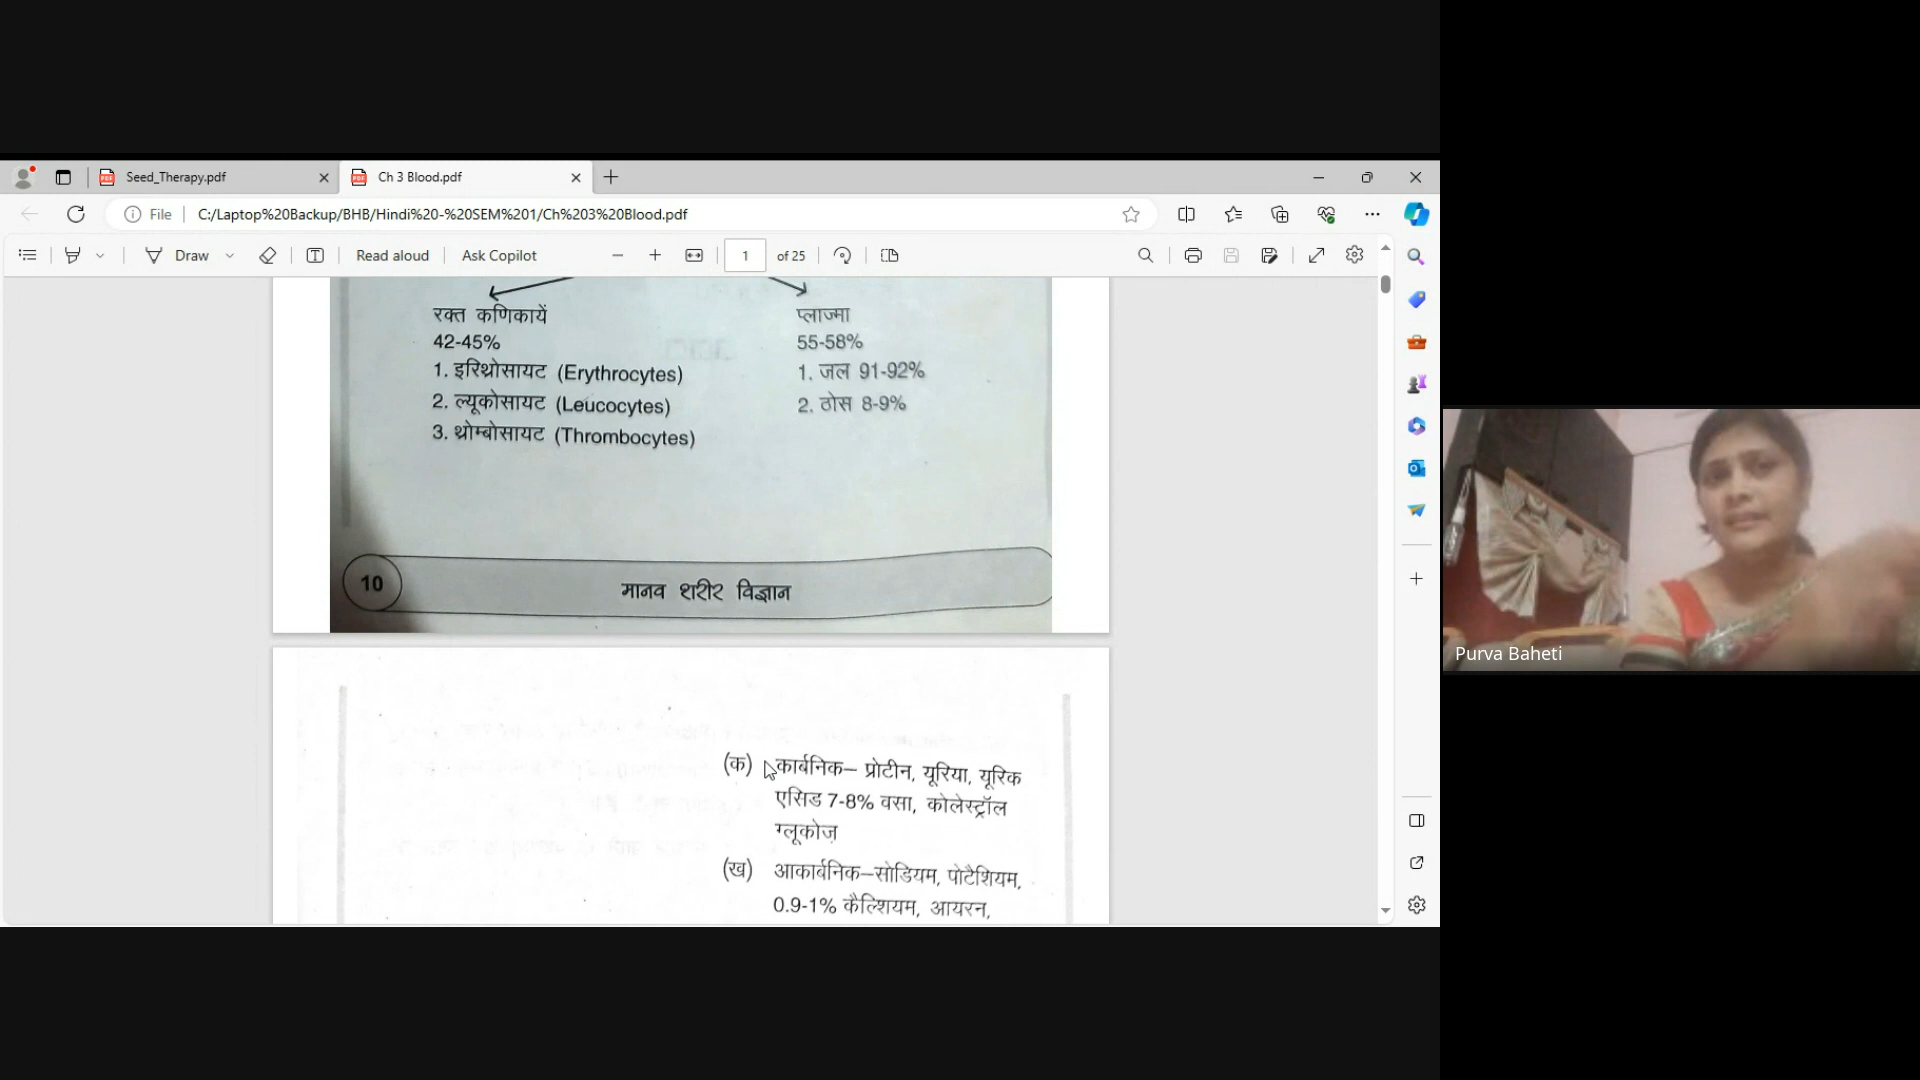 Seed_Therapy.pdf
Ch 3 Blood.pdf
File
C:/Laptop%20Backup/BHB/Hindi%20-%20SEM%201/Ch%203%20Blood.pdf
Draw
Read aloud
Ask Copilot
1
of 25
रक्त कणिकायें
42-45%
1. इरिथ्रोसायट (Erythrocytes)
2. ल्यूकोसायट (Leucocytes)
3. थ्रोम्बोसायट (Thrombocytes)
प्लाज्मा
55-58%
1. जल 91-92%
2. ठोस 8-9%
10
मानव शरीर विज्ञान
(क) कार्बनिक– प्रोटीन, यूरिया, यूरिक
एसिड 7-8% वसा, कोलेस्ट्रॉल
ग्लूकोज़
(ख) आकार्बनिक–सोडियम, पोटैशियम,
0.9-1% कैल्शियम, आयरन,
Purva Baheti